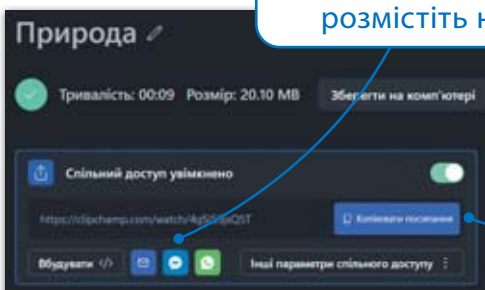 розмістіть н
Природа
Тривалість: 00:09 Розмір: 20.10 MB Зберегти на комп'ютері
Спільний доступ увімкнено
Копіювати посилання
Вбудувати </> Інші параметри спільного доступу